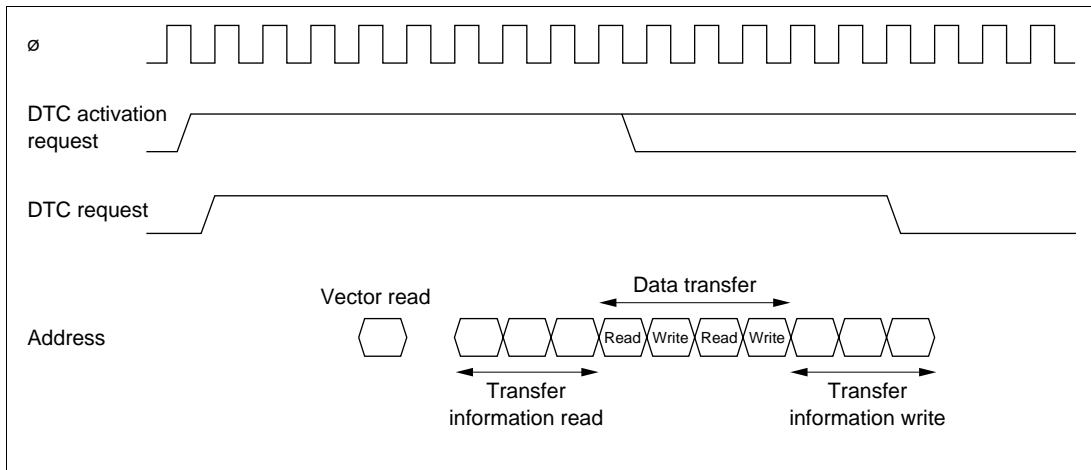 ø
DTC activation
request
DTC request
Vector read
Data transfer
Address
Read Write Read Write
Transfer
information read
Transfer
information write